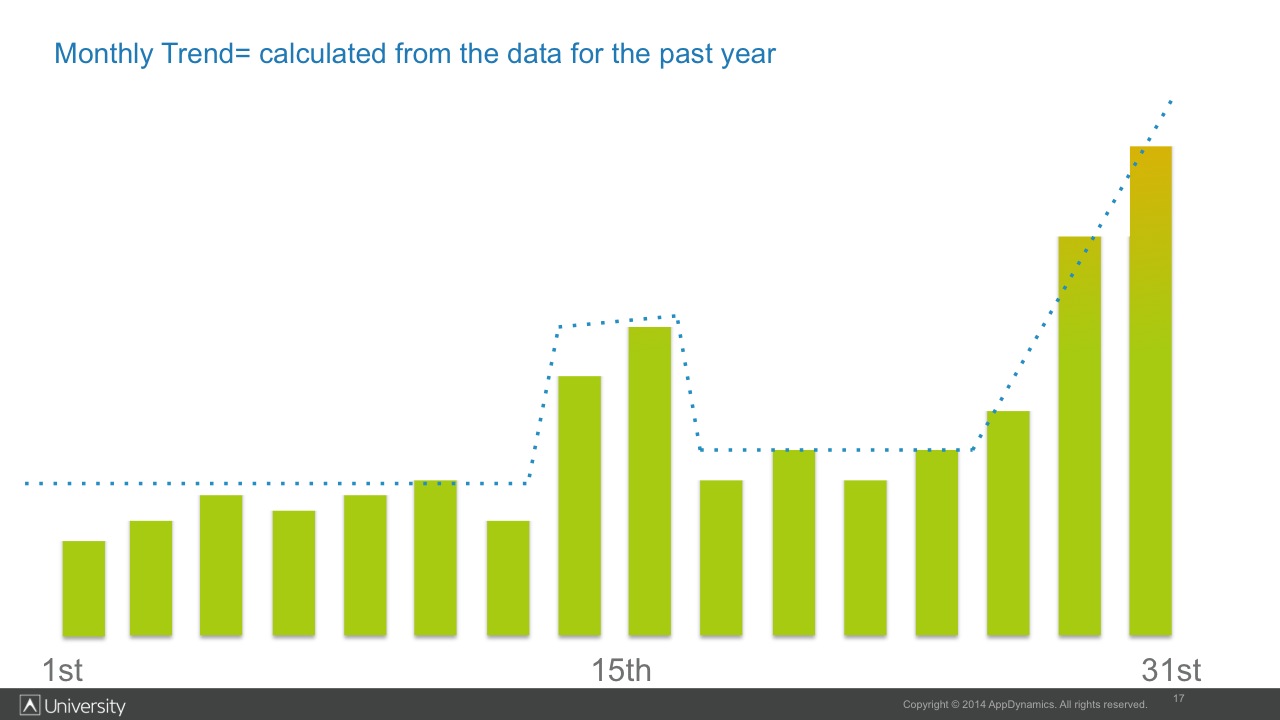 Monthly Trend= calculated from the data for the past year
1st
15th
31st
University
Copyright © 2014 AppDynamics. All rights reserved.
17